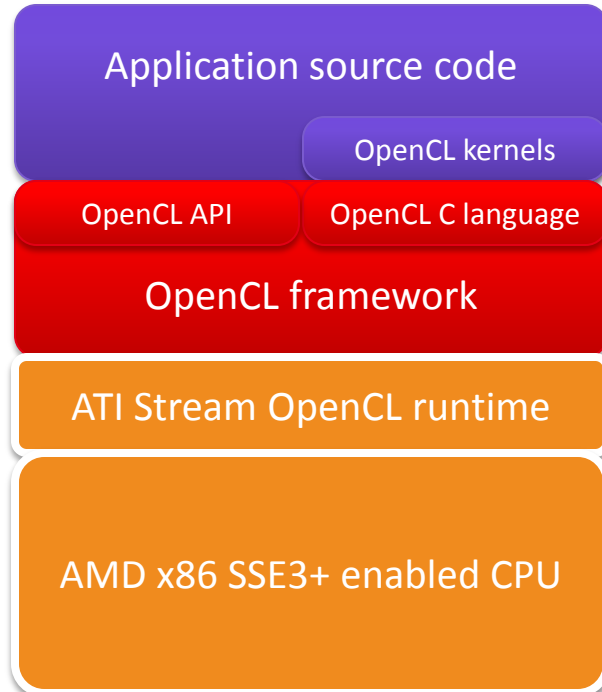 Application source code
OpenCL kernels
OpenCL API
OpenCL C language
OpenCL framework
ATI Stream OpenCL runtime
AMD x86 SSE3+ enabled CPU